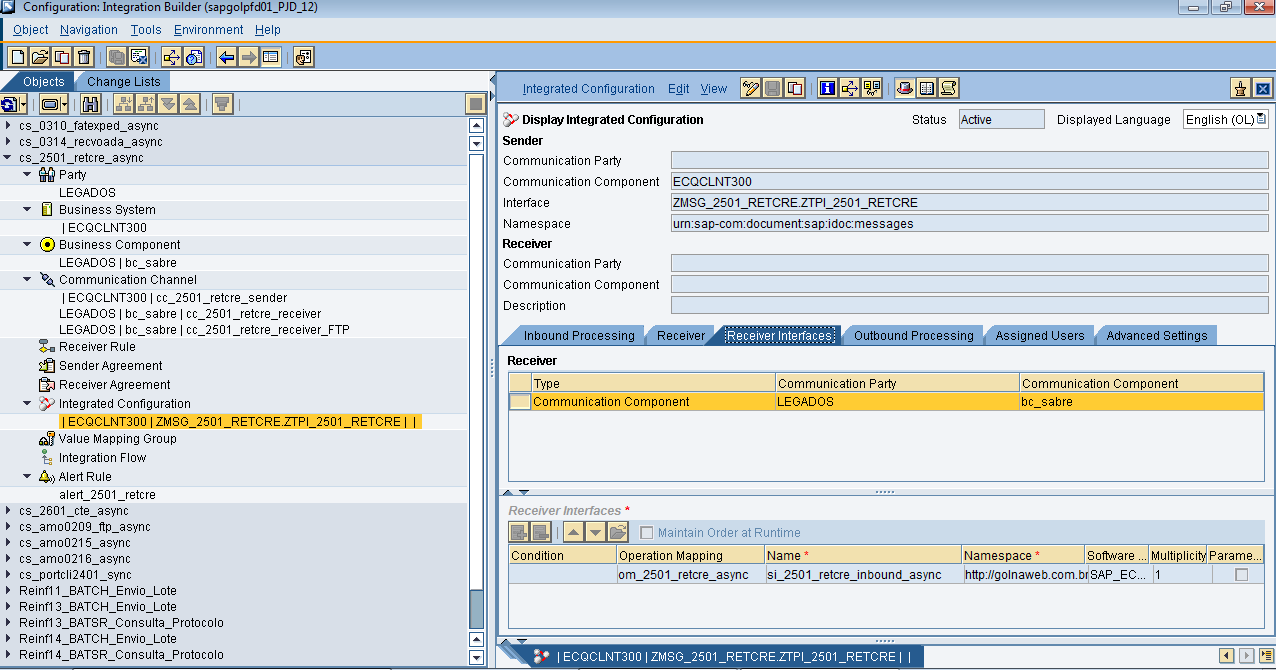 Configuration: Integration Builder (sapgolpfd01_PJD_12)
Object Navigation Tools Environment Help
Objects Change Lists
cs_0310_fatexped_async
cs_0314_recvoada_async
cs_2501_retcre_async
Party
LEGADOS
Business System
| ECQCLNT300
Business Component
LEGADOS | bc_sabre
Communication Channel
| ECQCLNT300 | cc_2501_retcre_sender
LEGADOS | bc_sabre | cc_2501_retcre_receiver
LEGADOS | bc_sabre | cc_2501_retcre_receiver_FTP
Receiver Rule
Sender Agreement
Receiver Agreement
Integrated Configuration
| ECQCLNT300 | ZMSG_2501_RETCRE.ZTPI_2501_RETCRE | |
Value Mapping Group
Integration Flow
Alert Rule
alert_2501_retcre
cs_2601_cte_async
cs_amo0209_ftp_async
cs_amo0215_async
cs_amo0216_async
cs_portcli2401_sync
Reinf11_BATCH_Envio_Lote
Reinf13_BATCH_Envio_Lote
Reinf13_BATSR_Consulta_Protocolo
Reinf14_BATCH_Envio_Lote
Reinf14_BATSR_Consulta_Protocolo
Integrated Configuration Edit View
Display Integrated Configuration Status Active Displayed Language English (OL)
Sender
Communication Party
Communication Component ECQCLNT300
Interface ZMSG_2501_RETCRE.ZTPI_2501_RETCRE
Namespace urn:sap-com:document:sap:idoc:messages
Receiver
Communication Party
Communication Component
Description
Inbound Processing Receiver Receiver Interfaces Outbound Processing Assigned Users Advanced Settings
Receiver
Type Communication Party Communication Component
Communication Component LEGADOS bc_sabre
Receiver Interfaces *
Maintain Order at Runtime
Condition Operation Mapping Name * Namespace * Software ... Multiplicity Parame...
om_2501_retcre_async si_2501_retcre_inbound_async http://golnaweb.com.br SAP_EC... 1
| ECQCLNT300 | ZMSG_2501_RETCRE.ZTPI_2501_RETCRE | |